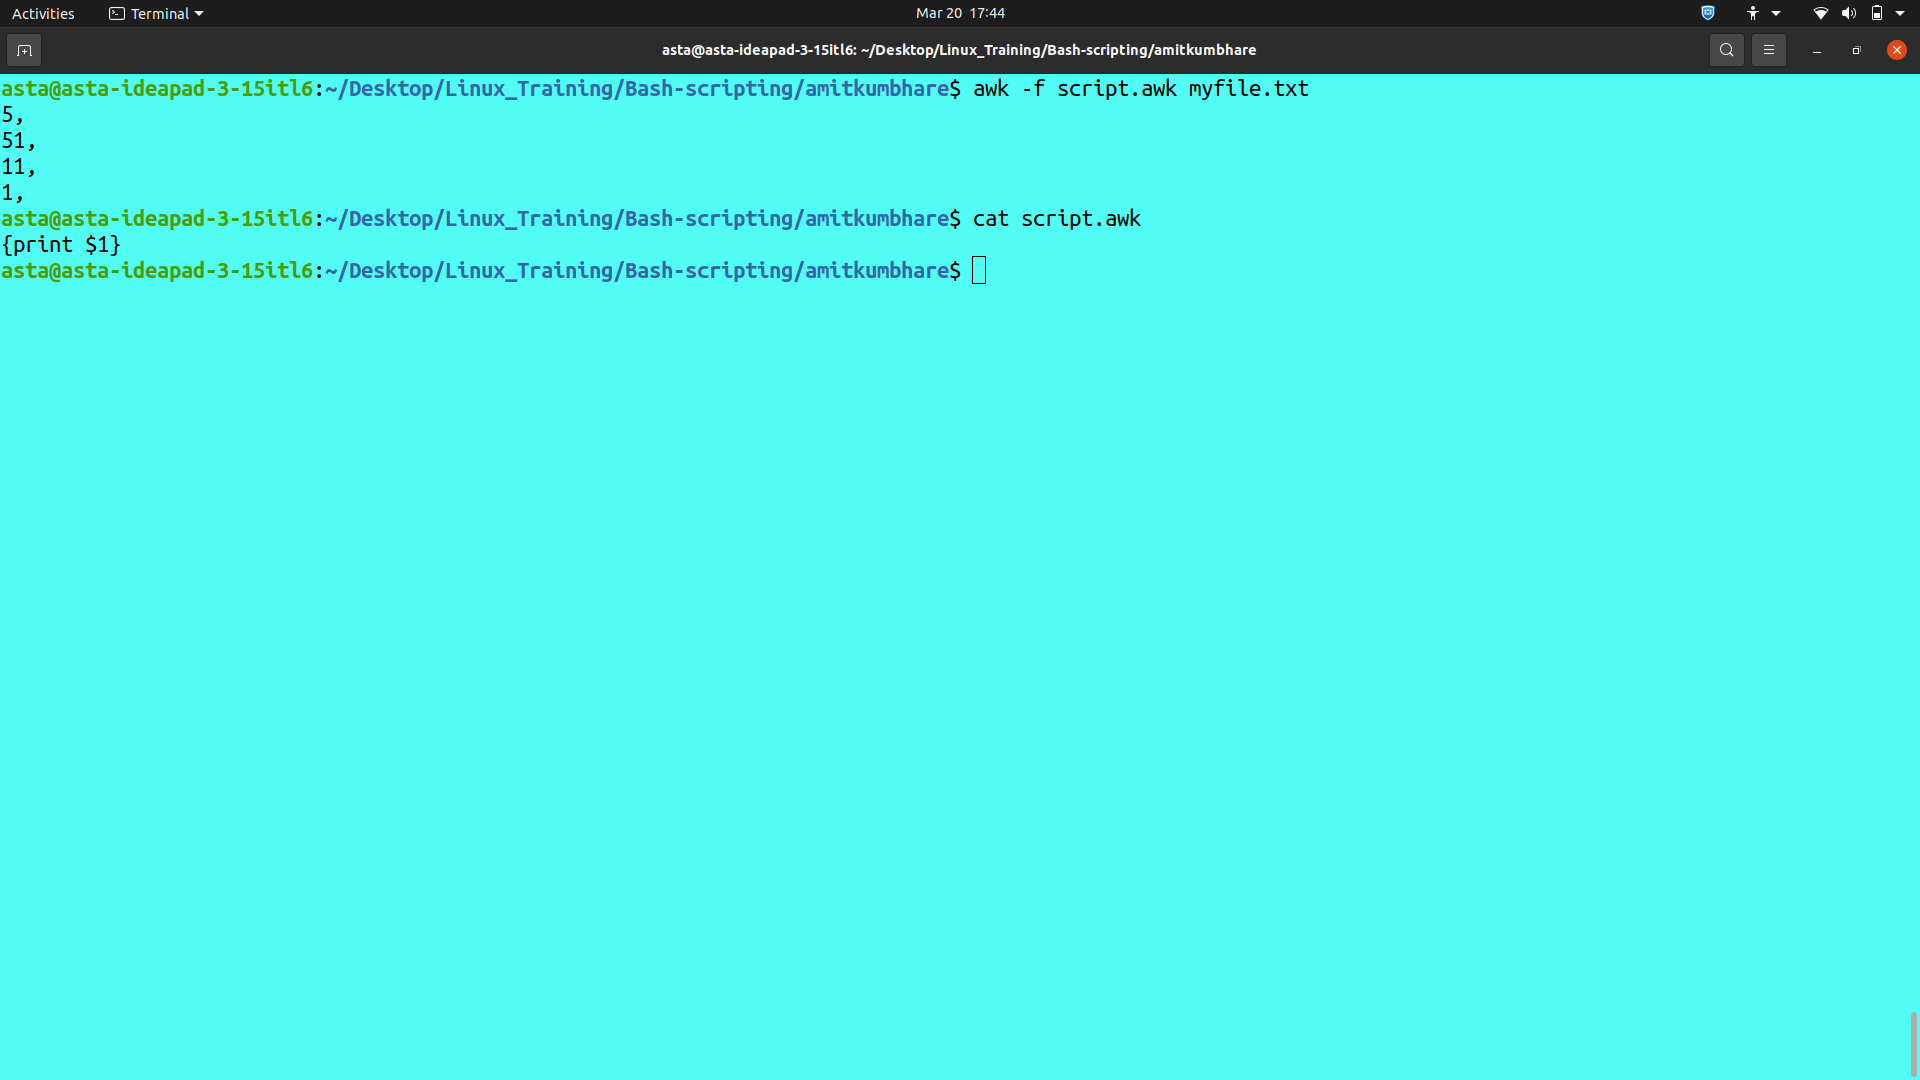 Activities Terminal Mar 20 17:44
asta@asta-ideapad-3-15itl6: ~/Desktop/Linux_Training/Bash-scripting/amitkumbhare
asta@asta-ideapad-3-15itl6:~/Desktop/Linux_Training/Bash-scripting/amitkumbhare$ awk -f script.awk myfile.txt
5,
51,
11,
1,
asta@asta-ideapad-3-15itl6:~/Desktop/Linux_Training/Bash-scripting/amitkumbhare$ cat script.awk
{print $1}
asta@asta-ideapad-3-15itl6:~/Desktop/Linux_Training/Bash-scripting/amitkumbhare$